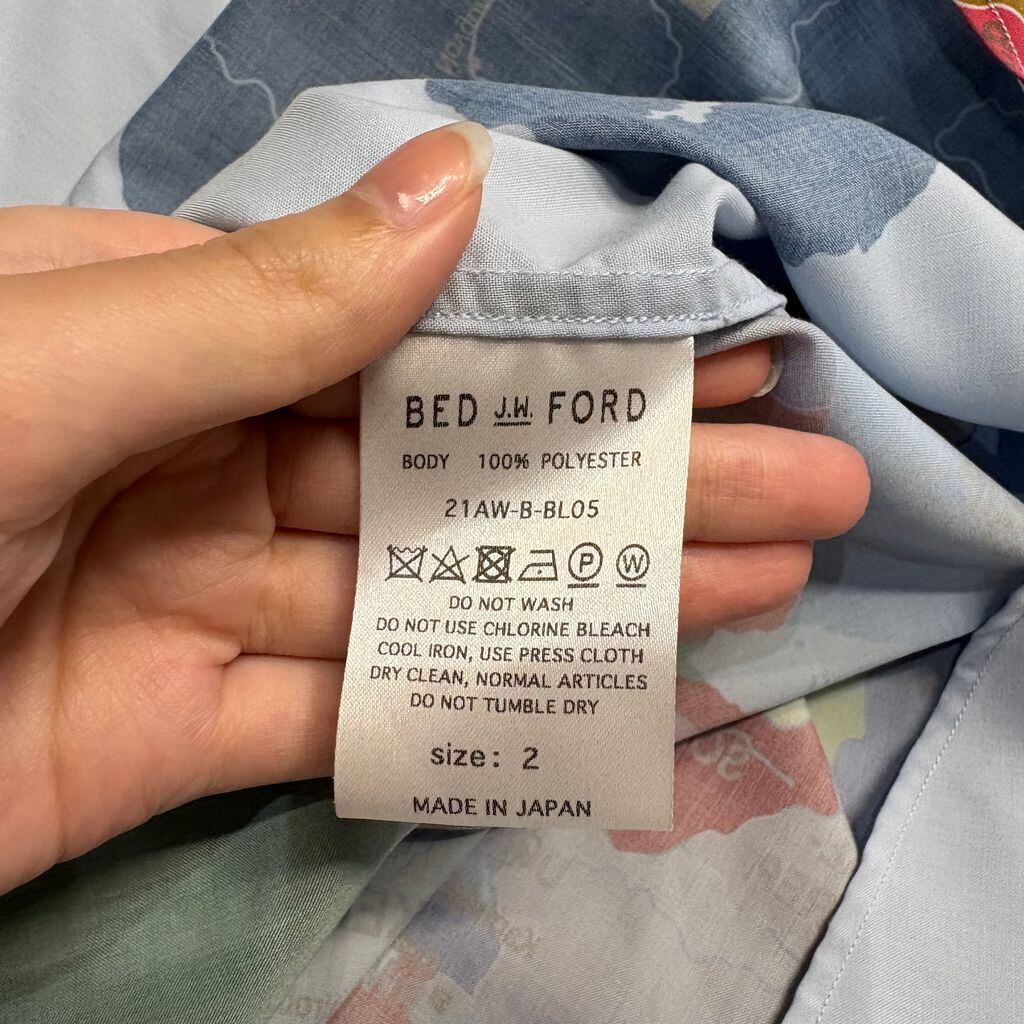 BED J.W. FORD
BODY 100% POLYESTER
21AW-B-BL05
P W
DO NOT WASH
DO NOT USE CHLORINE BLEACH
COOL IRON, USE PRESS CLOTH
DRY CLEAN, NORMAL ARTICLES
DO NOT TUMBLE DRY
size: 2
MADE IN JAPAN